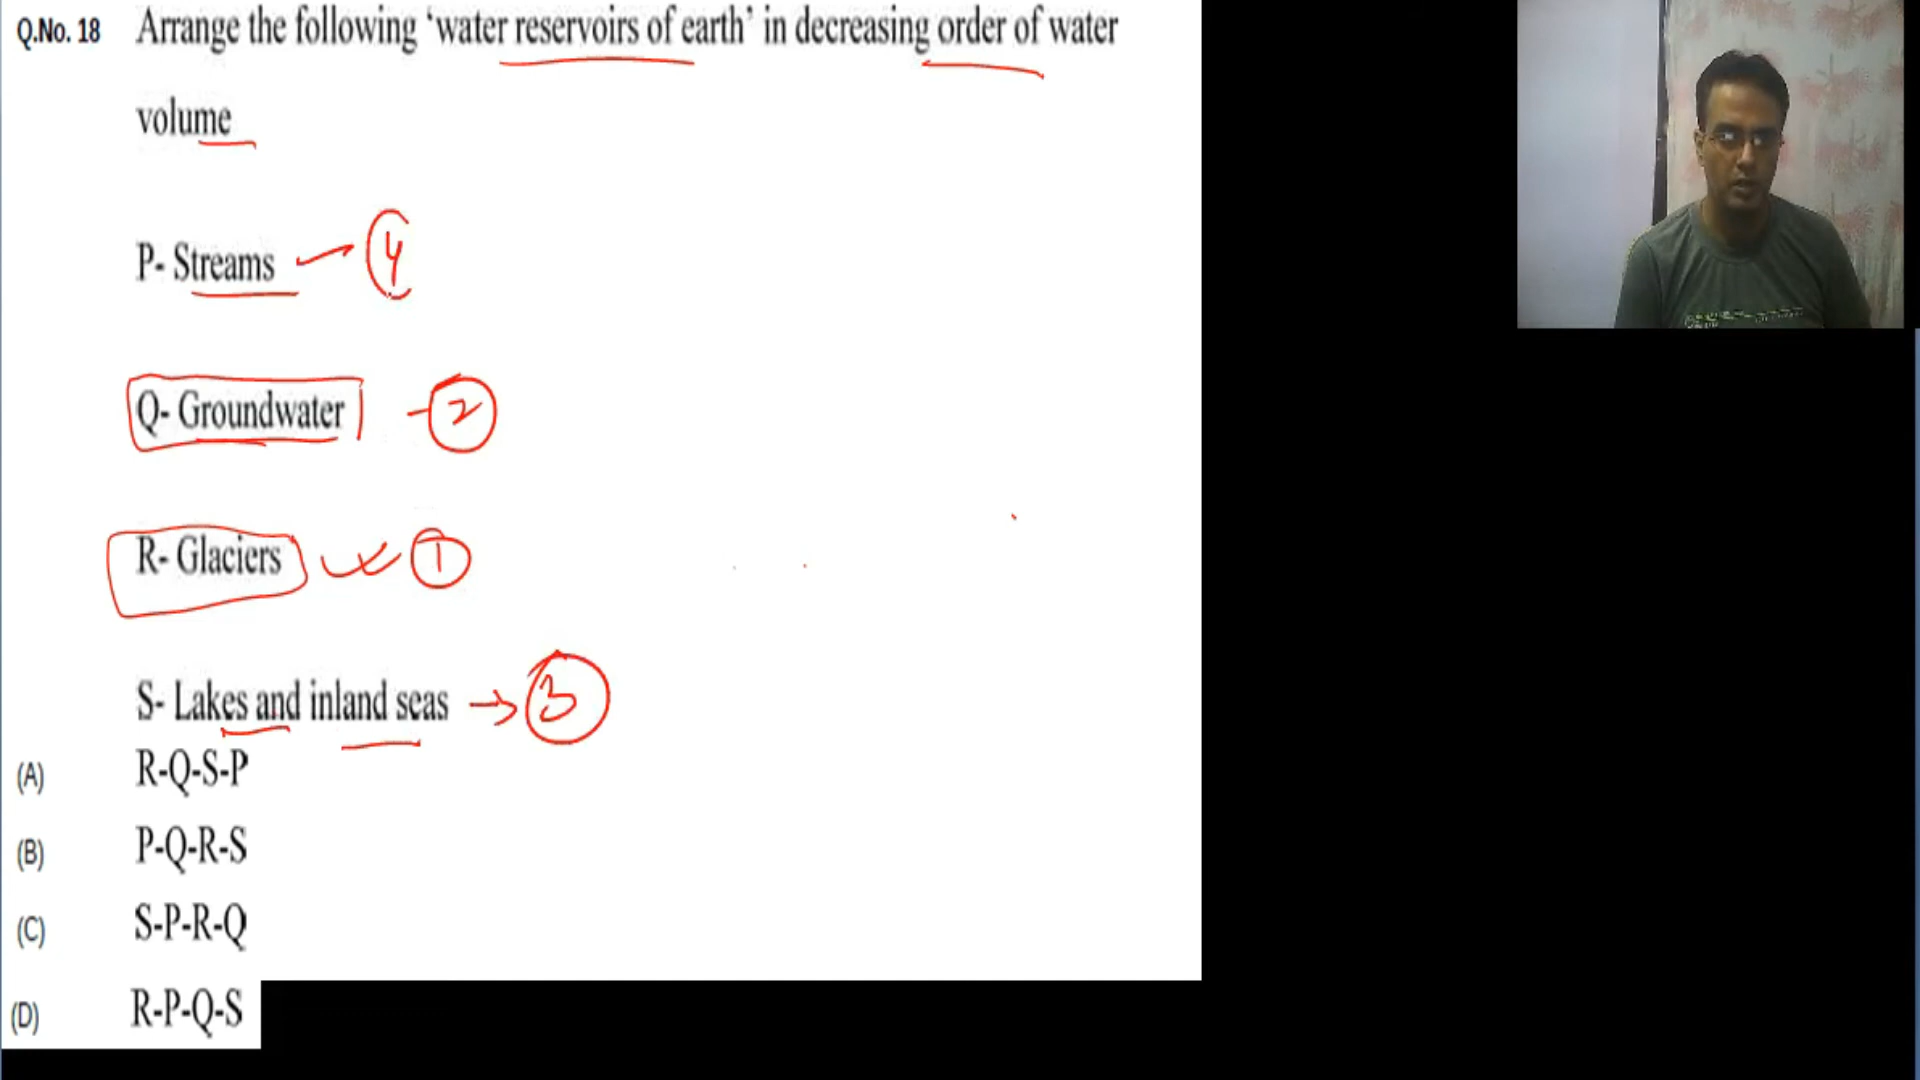 Q.No. 18 Arrange the following ‘water reservoirs of earth’ in decreasing order of water
volume
P- Streams 4
Q- Groundwater 2
R- Glaciers 1
S- Lakes and inland seas 3
(A) R-Q-S-P
(B) P-Q-R-S
(C) S-P-R-Q
(D) R-P-Q-S